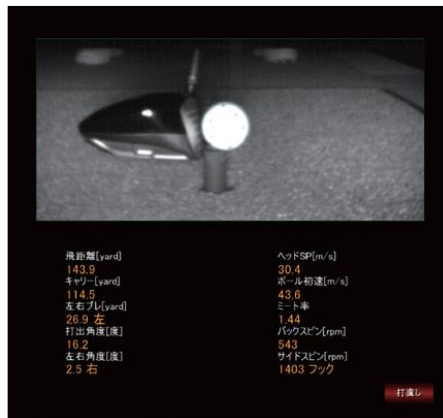 飛距離[yard]
143.9
キャリー[yard]
114.5
左右ブレ[yard]
26.9 左
打出角度[度]
16.2
左右角度[度]
2.5 右
ヘッドSP[m/s]
30.4
ボール初速[m/s]
43.6
ミート率
1.44
バックスピン[rpm]
543
サイドスピン[rpm]
1403 フック
打直し